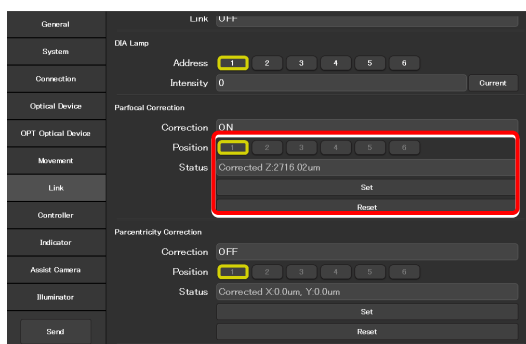 General
System
Connection
Optical Device
OPT Optical Device
Movement
Link
Controller
Indicator
Assist Camera
Illuminator
Send
Link OFF
DIA Lamp
Address 1 2 3 4 5 6
Intensity 0 Current
Parfocal Correction
Correction ON
Position 1 2 3 4 5 6
Status Corrected Z:2716.02um
Set
Reset
Parcentricity Correction
Correction OFF
Position 1 2 3 4 5 6
Status Corrected X:0.0um, Y:0.0um
Set
Reset